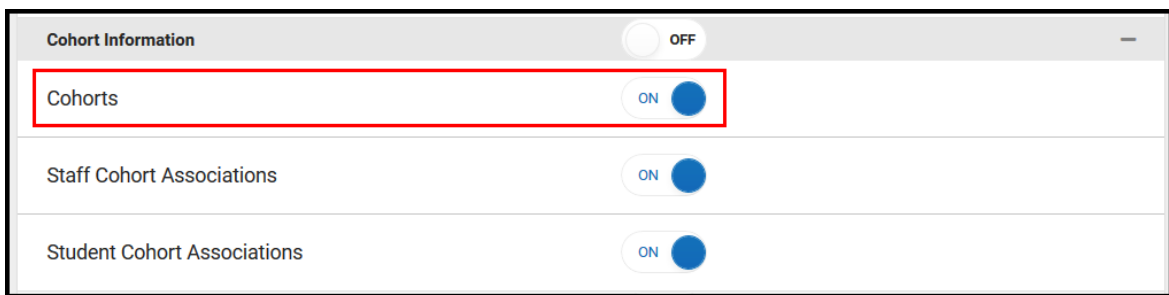 Cohort Information OFF
Cohorts ON
Staff Cohort Associations ON
Student Cohort Associations ON